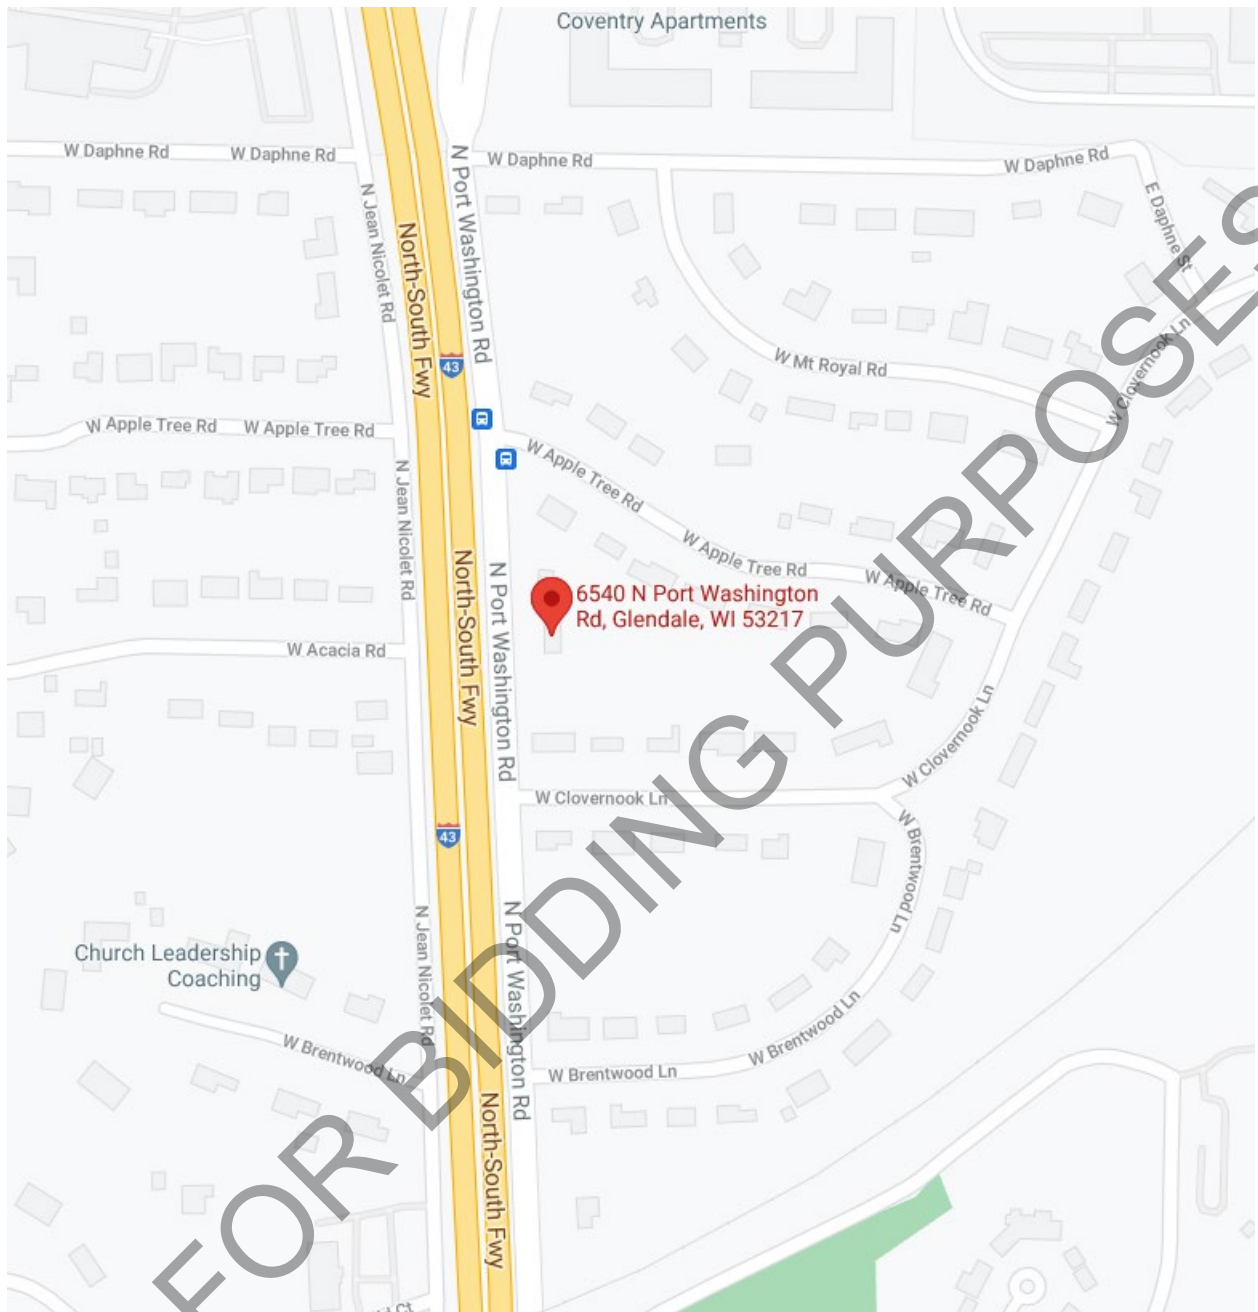 Coventry Apartments
W Daphne Rd
W Daphne Rd
W Daphne Rd
W Daphne Rd
N Port Washington Rd
N Jean Nicolet Rd
North-South Fwy
E Daphne St
43
W Mt Royal Rd
W Clovernook Ln
W Apple Tree Rd
W Apple Tree Rd
W Apple Tree Rd
N Jean Nicolet Rd
North-South Fwy
N Port Washington Rd
W Apple Tree Rd
W Apple Tree Rd
6540 N Port Washington
Rd, Glendale, WI 53217
W Acacia Rd
W Clovernook Ln
W Clovernook Ln
43
W Brentwood Ln
N Jean Nicolet Rd
N Port Washington Rd
Church Leadership
Coaching
W Brentwood Ln
W Brentwood Ln
W Brentwood Ln
North-South Fwy
Ct
FOR BIDDING PURPOSES